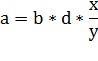 a = b * d * x/y